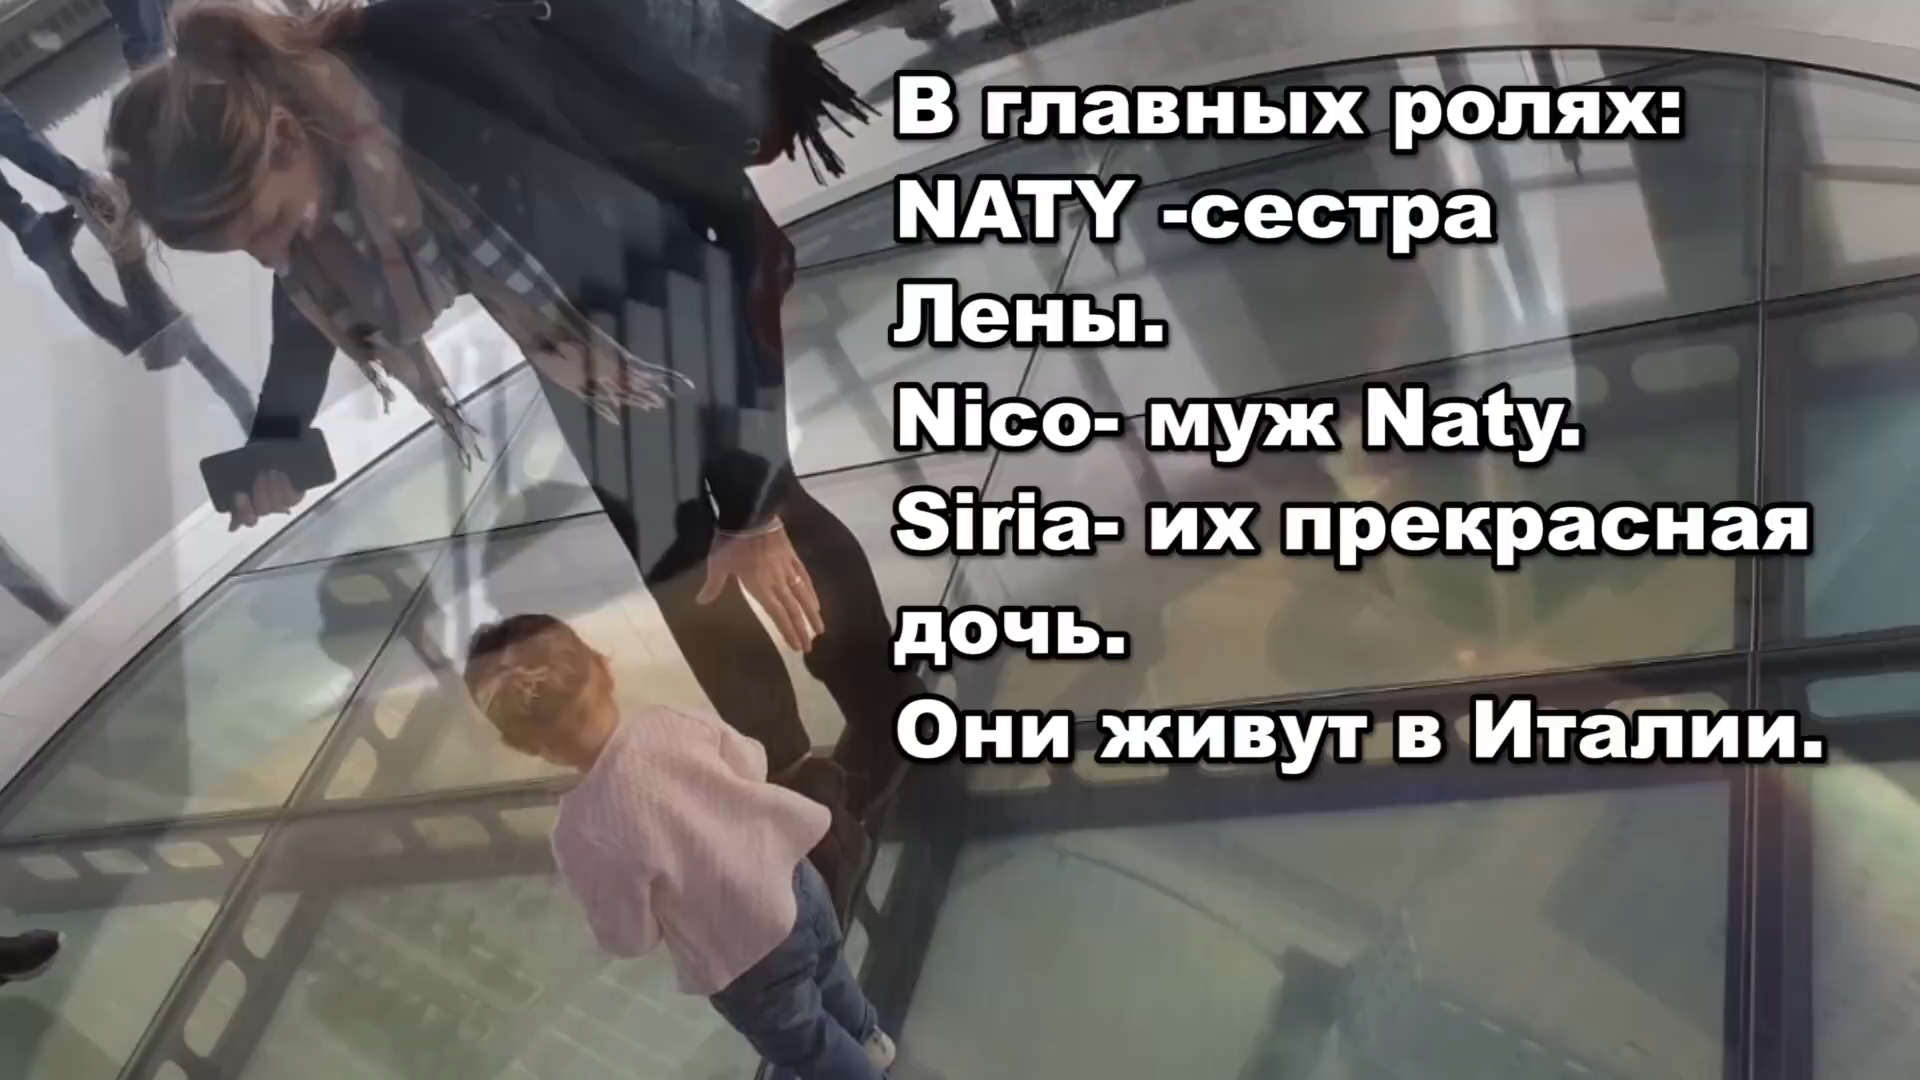 В главных ролях:
NATY -сестра
Лены.
Nico- муж Naty.
Siria- их прекрасная
дочь.
Они живут в Италии.